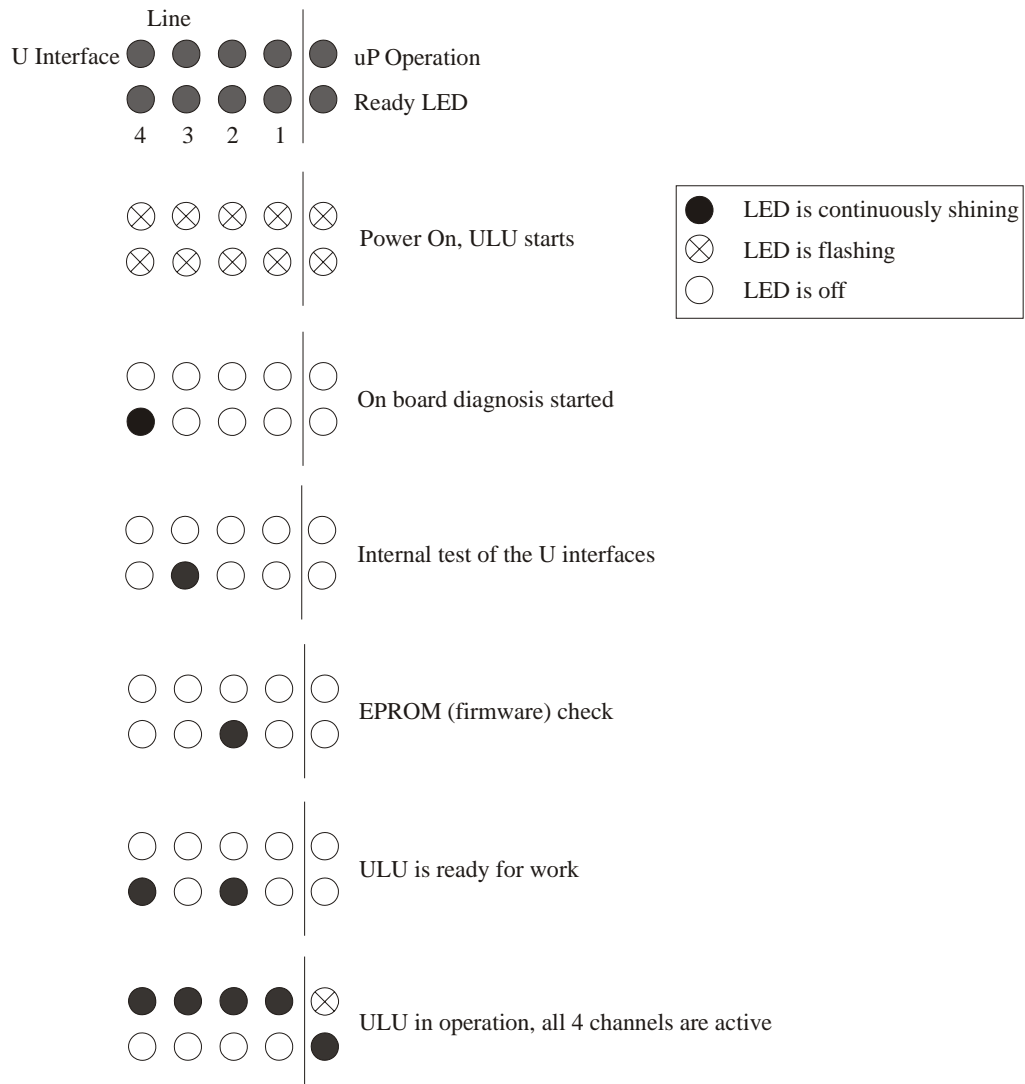 Line
U Interface
uP Operation
Ready LED
4 3 2 1
Power On, ULU starts
LED is continuously shining
LED is flashing
LED is off
On board diagnosis started
Internal test of the U interfaces
EPROM (firmware) check
ULU is ready for work
ULU in operation, all 4 channels are active